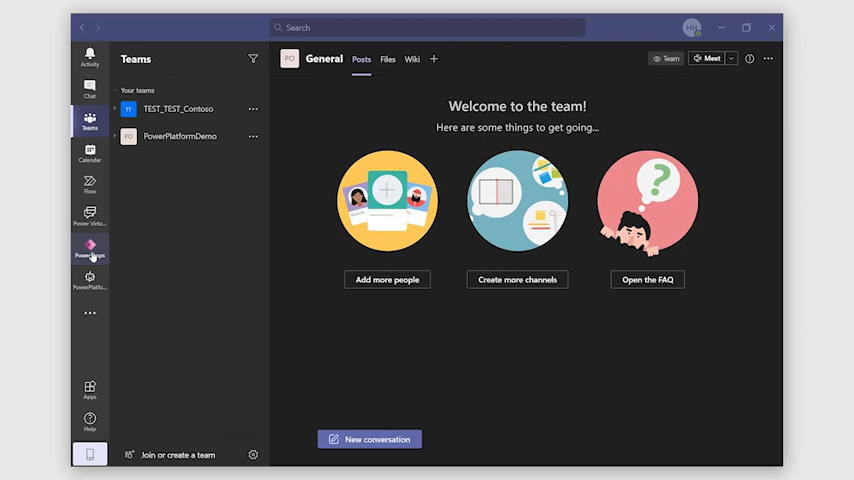 Search
HH
Activity
Chat
Teams
Calendar
Flow
Power Virtu...
PowerApps
PowerPlatfo...
Apps
Help
Teams
Your teams
TT
TEST_TEST_Contoso
PO
PowerPlatformDemo
Join or create a team
PO
General
Posts
Files
Wiki
Team
Meet
Welcome to the team!
Here are some things to get going...
Add more people
Create more channels
Open the FAQ
New conversation